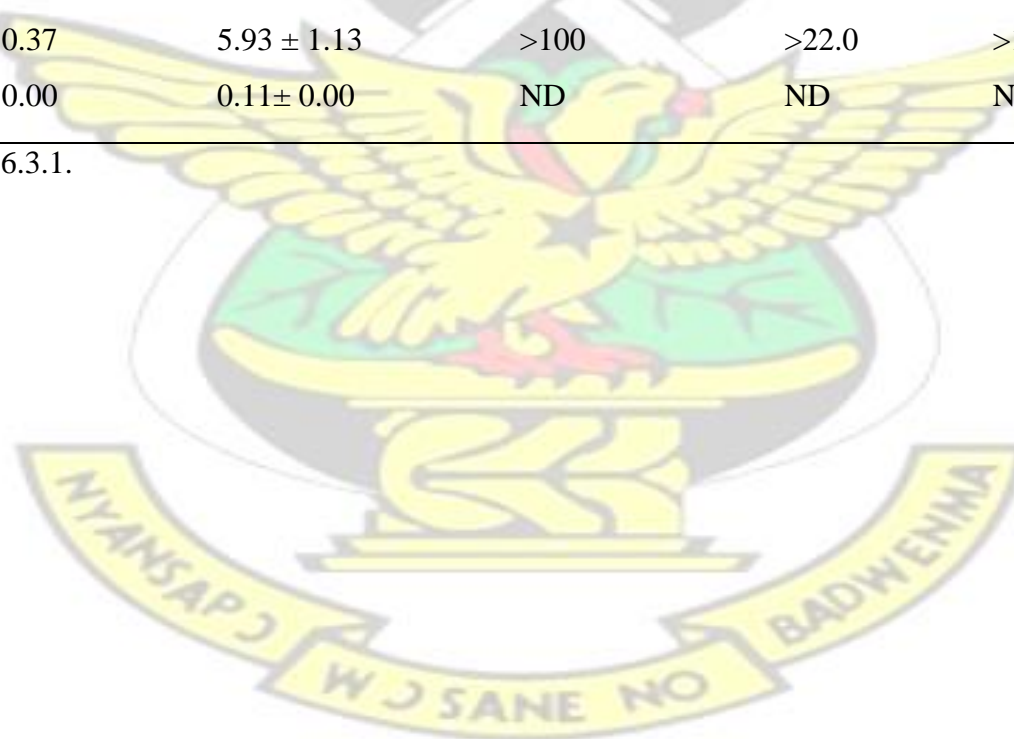 0.37 5.93 ± 1.13 >100 >22.0 >
0.00 0.11± 0.00 ND ND N
6.3.1.
NYANSAPƆ WƆSANE NO BADWENMA